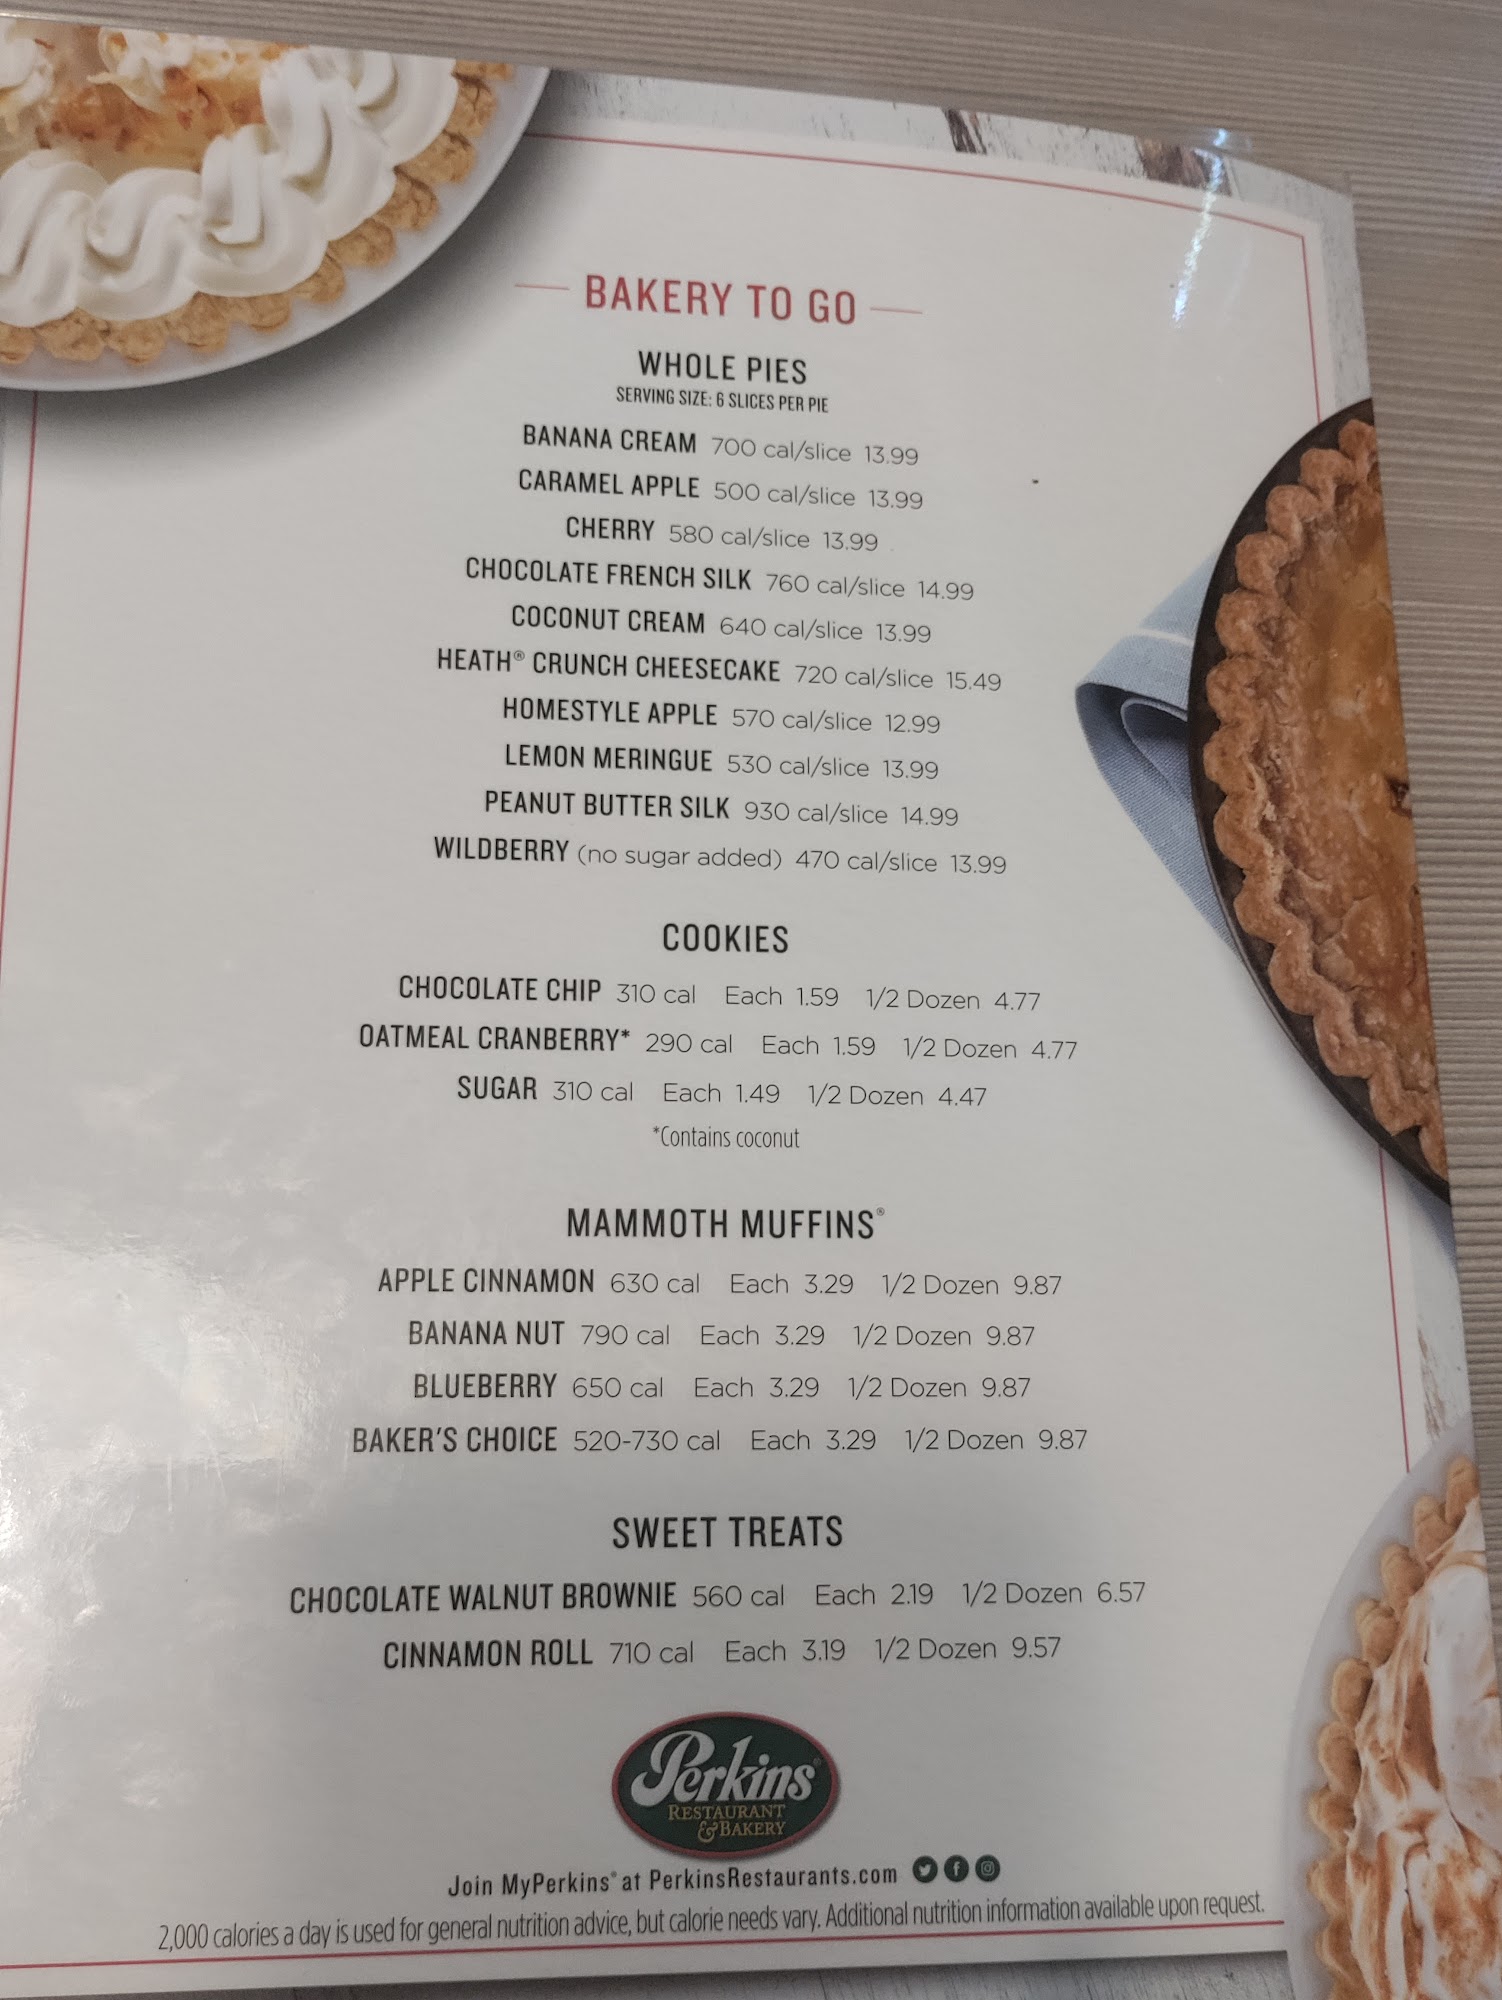 BAKERY TO GO
WHOLE PIES
SERVING SIZE: 6 SLICES PER PIE
BANANA CREAM 700 cal/slice 13.99
CARAMEL APPLE 500 cal/slice 13.99
CHERRY 580 cal/slice 13.99
CHOCOLATE FRENCH SILK 760 cal/slice 14.99
COCONUT CREAM 640 cal/slice 13.99
HEATH® CRUNCH CHEESECAKE 720 cal/slice 15.49
HOMESTYLE APPLE 570 cal/slice 12.99
LEMON MERINGUE 530 cal/slice 13.99
PEANUT BUTTER SILK 930 cal/slice 14.99
WILDBERRY (no sugar added) 470 cal/slice 13.99
COOKIES
CHOCOLATE CHIP 310 cal Each 1.59 1/2 Dozen 4.77
OATMEAL CRANBERRY* 290 cal Each 1.59 1/2 Dozen 4.77
SUGAR 310 cal Each 1.49 1/2 Dozen 4.47
*Contains coconut
MAMMOTH MUFFINS®
APPLE CINNAMON 630 cal Each 3.29 1/2 Dozen 9.87
BANANA NUT 790 cal Each 3.29 1/2 Dozen 9.87
BLUEBERRY 650 cal Each 3.29 1/2 Dozen 9.87
BAKER'S CHOICE 520-730 cal Each 3.29 1/2 Dozen 9.87
SWEET TREATS
CHOCOLATE WALNUT BROWNIE 560 cal Each 2.19 1/2 Dozen 6.57
CINNAMON ROLL 710 cal Each 3.19 1/2 Dozen 9.57
Perkins®
RESTAURANT
& BAKERY
Join MyPerkins® at PerkinsRestaurants.com
2,000 calories a day is used for general nutrition advice, but calorie needs vary. Additional nutrition information available upon request.